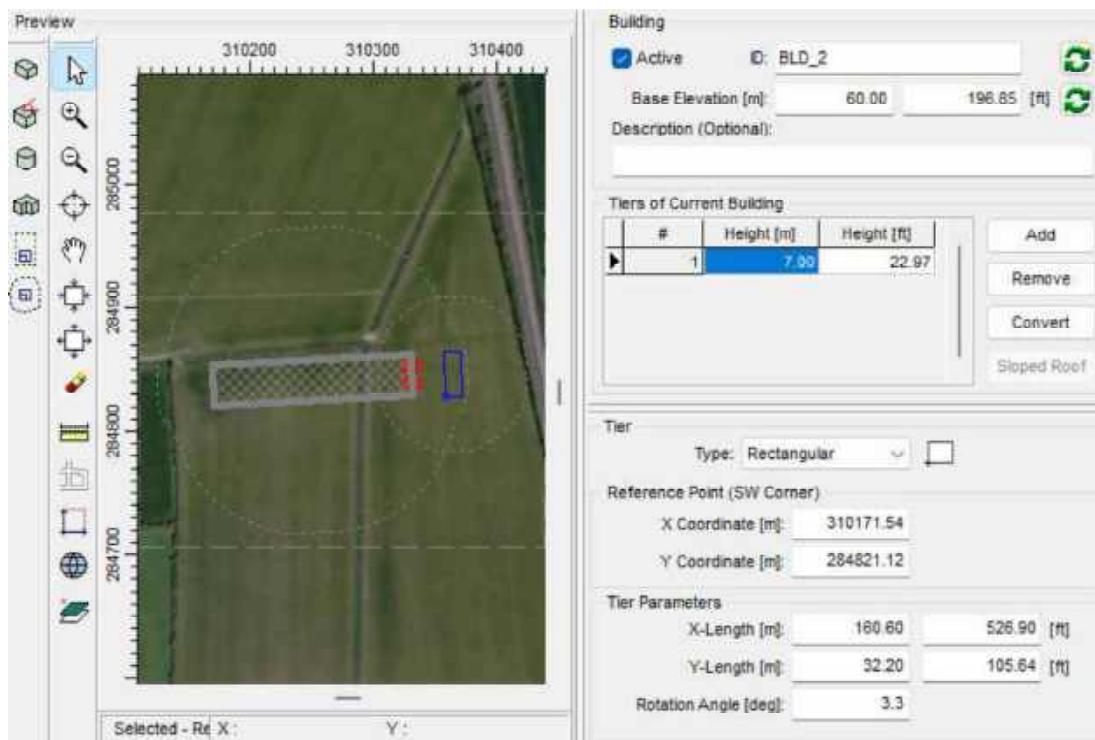 Preview
310200 310300 310400
285000
284900
284800
284700
Selected - Re X : Y :
Building
Active ID: BLD_2
Base Elevation [m]: 60.00 196.85 [ft]
Description (Optional):
Tiers of Current Building
# Height [m] Height [ft]
1 7.00 22.97
Add
Remove
Convert
Sloped Roof
Tier
Type: Rectangular
Reference Point (SW Corner)
X Coordinate [m]: 310171.54
Y Coordinate [m]: 284821.12
Tier Parameters
X-Length [m]: 160.60 526.90 [ft]
Y-Length [m]: 32.20 105.64 [ft]
Rotation Angle [deg]: 3.3